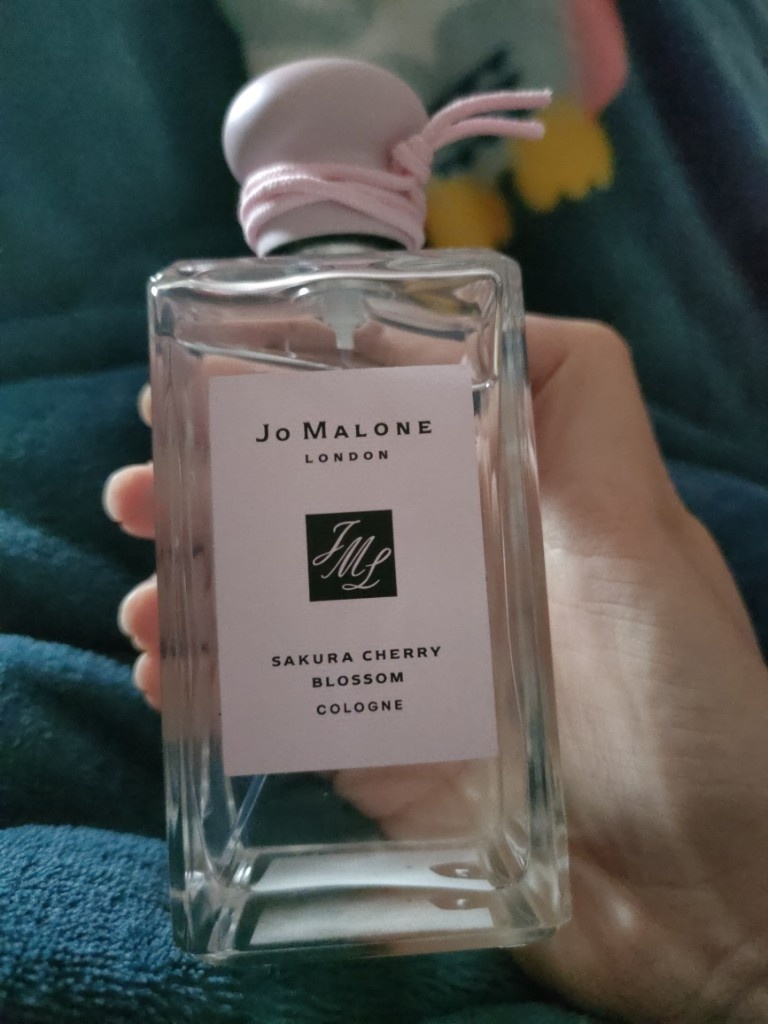 Jo MALONE
LONDON
JML
SAKURA CHERRY
BLOSSOM
COLOGNE